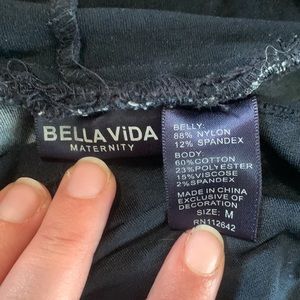 BELLA ViDA
MATERNITY
BELLY:
88% NYLON
12% SPANDEX
BODY
60%COTTON
23%POLYESTER
15%VISCOSE
2%SPANDEX
MADE IN CHINA
EXCLUSIVE OF
DECORATION
SIZE: M
RN112642